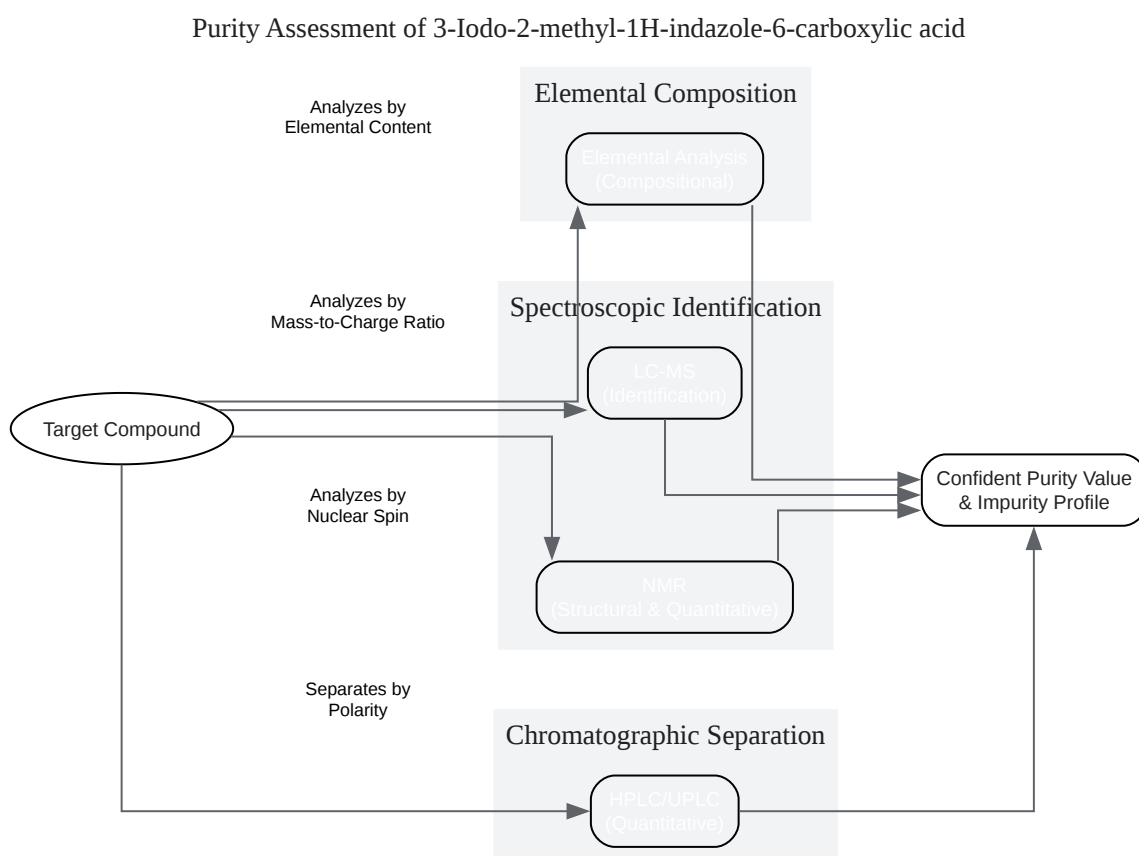 Purity Assessment of 3-Iodo-2-methyl-1H-indazole-6-carboxylic acid
Elemental Composition
Analyzes by
Elemental Content
Elemental Analysis
(Compositional)
Spectroscopic Identification
Analyzes by
Mass-to-Charge Ratio
LC-MS
(Identification)
Target Compound
Confident Purity Value
& Impurity Profile
Analyzes by
Nuclear Spin
NMR
(Structural & Quantitative)
Separates by
Polarity
Chromatographic Separation
HPLC/UPLC
(Quantitative)